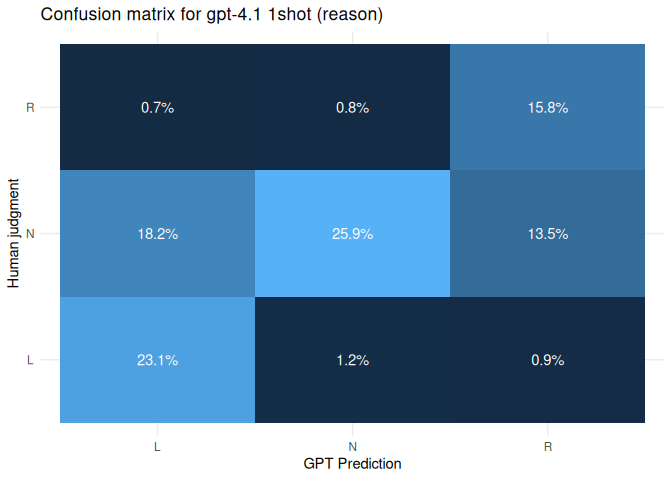 Confusion matrix for gpt-4.1 1shot (reason)
Human judgment
R
0.7%
0.8%
15.8%
N
18.2%
25.9%
13.5%
L
23.1%
1.2%
0.9%
L
N
R
GPT Prediction